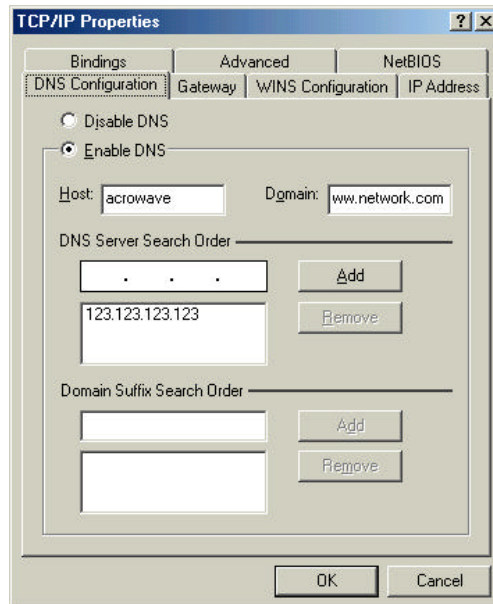 TCP/IP Properties
Bindings Advanced NetBIOS
DNS Configuration Gateway WINS Configuration IP Address
Disable DNS
Enable DNS
Host: acrowave Domain: ww.network.com
DNS Server Search Order
. . . Add
123.123.123.123 Remove
Domain Suffix Search Order
Add
Remove
OK Cancel